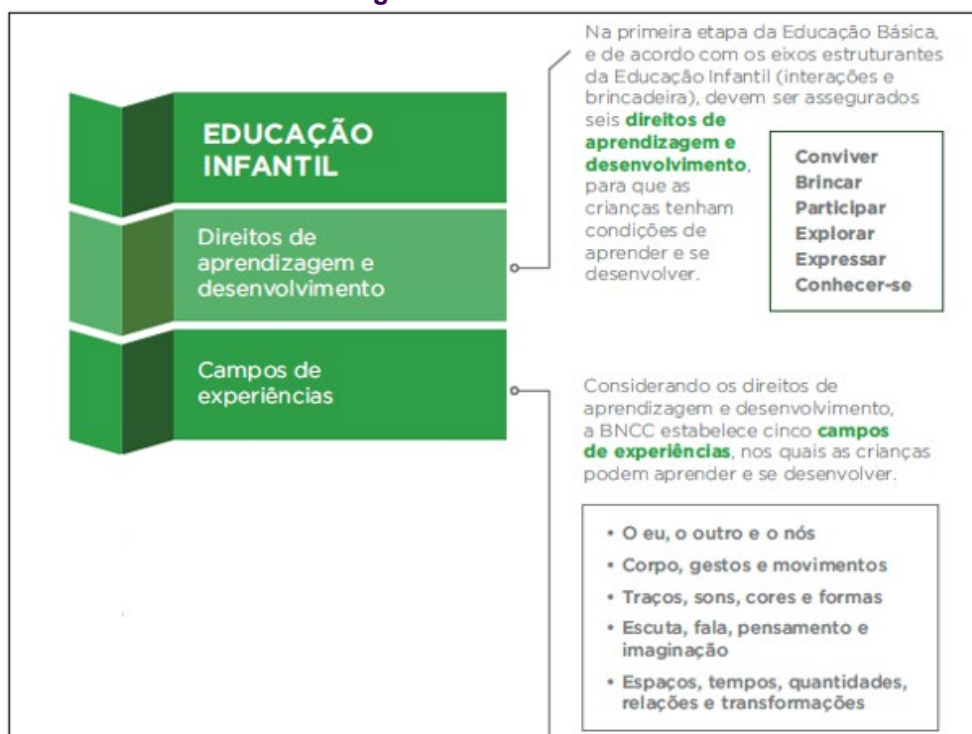 EDUCAÇÃO
INFANTIL
Direitos de
aprendizagem e
desenvolvimento
Na primeira etapa da Educação Básica,
e de acordo com os eixos estruturantes
da Educação Infantil (interações e
brincadeira), devem ser assegurados
seis direitos de
aprendizagem e
desenvolvimento,
para que as
crianças tenham
condições de
aprender e se
desenvolver.
Conviver
Brincar
Participar
Explorar
Expressar
Conhecer-se
Campos de
experiências
Considerando os direitos de
aprendizagem e desenvolvimento,
a BNCC estabelece cinco campos
de experiências, nos quais as crianças
podem aprender e se desenvolver.
• O eu, o outro e o nós
• Corpo, gestos e movimentos
• Traços, sons, cores e formas
• Escuta, fala, pensamento e
imaginação
• Espaços, tempos, quantidades,
relações e transformações